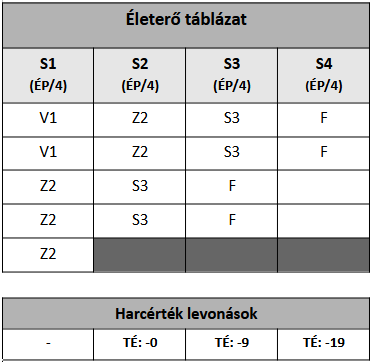 Életerő táblázat
S1 S2 S3 S4
(ÉP/4) (ÉP/4) (ÉP/4) (ÉP/4)
V1 Z2 S3 F
V1 Z2 S3 F
Z2 S3 F
Z2 S3 F
Z2
Harcérték levonások
- TÉ: -0 TÉ: -9 TÉ: -19